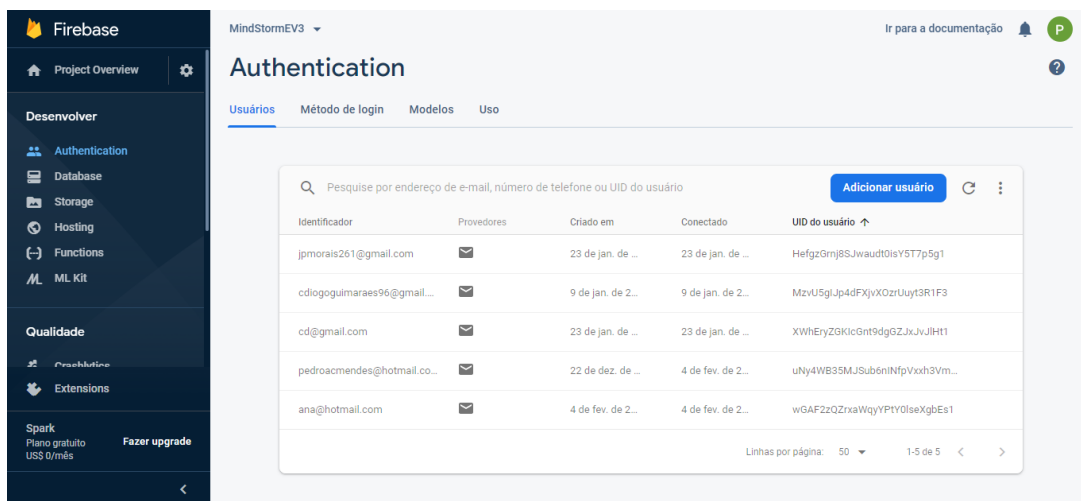 Firebase
Project Overview
Desenvolver
Authentication
Database
Storage
Hosting
Functions
ML Kit
Qualidade
Crashlytics
Extensions
Spark
Plano gratuito
US$ 0/mês
Fazer upgrade
MindStormEV3
Ir para a documentação
P
Authentication
Usuários Método de login Modelos Uso
Pesquise por endereço de e-mail, número de telefone ou UID do usuário
Adicionar usuário
Identificador Provedores Criado em Conectado UID do usuário
jpmorais261@gmail.com 23 de jan. de ... 23 de jan. de ... HefgzGrnj8SJwaudt0isY5T7p5g1
cdiogoguimaraes96@gmail.... 9 de jan. de 2... 9 de jan. de 2... MzvU5gIJp4dFXjvXOzrUuyt3R1F3
cd@gmail.com 23 de jan. de ... 23 de jan. de ... XWhEryZGKIcGnt9dgGZJxJvJlHt1
pedroacmendes@hotmail.co... 22 de dez. de ... 4 de fev. de 2... uNy4WB35MJSub6nINfpVxxh3Vm...
ana@hotmail.com 4 de fev. de 2... 4 de fev. de 2... wGAF2zQZrxaWqyYPtY0lseXgbEs1
Linhas por página: 50 1-5 de 5